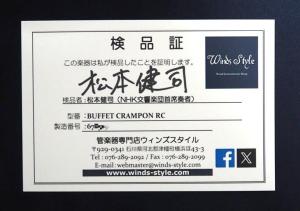 検品証
Winds Style
この楽器は私が検品したことを証明します。
松本健司
検品者：松本健司（NHK交響楽団首席奏者）
型番：BUFFET CRAMPON RC
製造番号：
管楽器専門店ウィンズスタイル
〒929-0341 石川県河北郡津幡町横浜は43-3
Tel : 076-289-2092 / Fax : 076-289-2099
E-mail : welcome@winds-style.com
www.winds-style.com